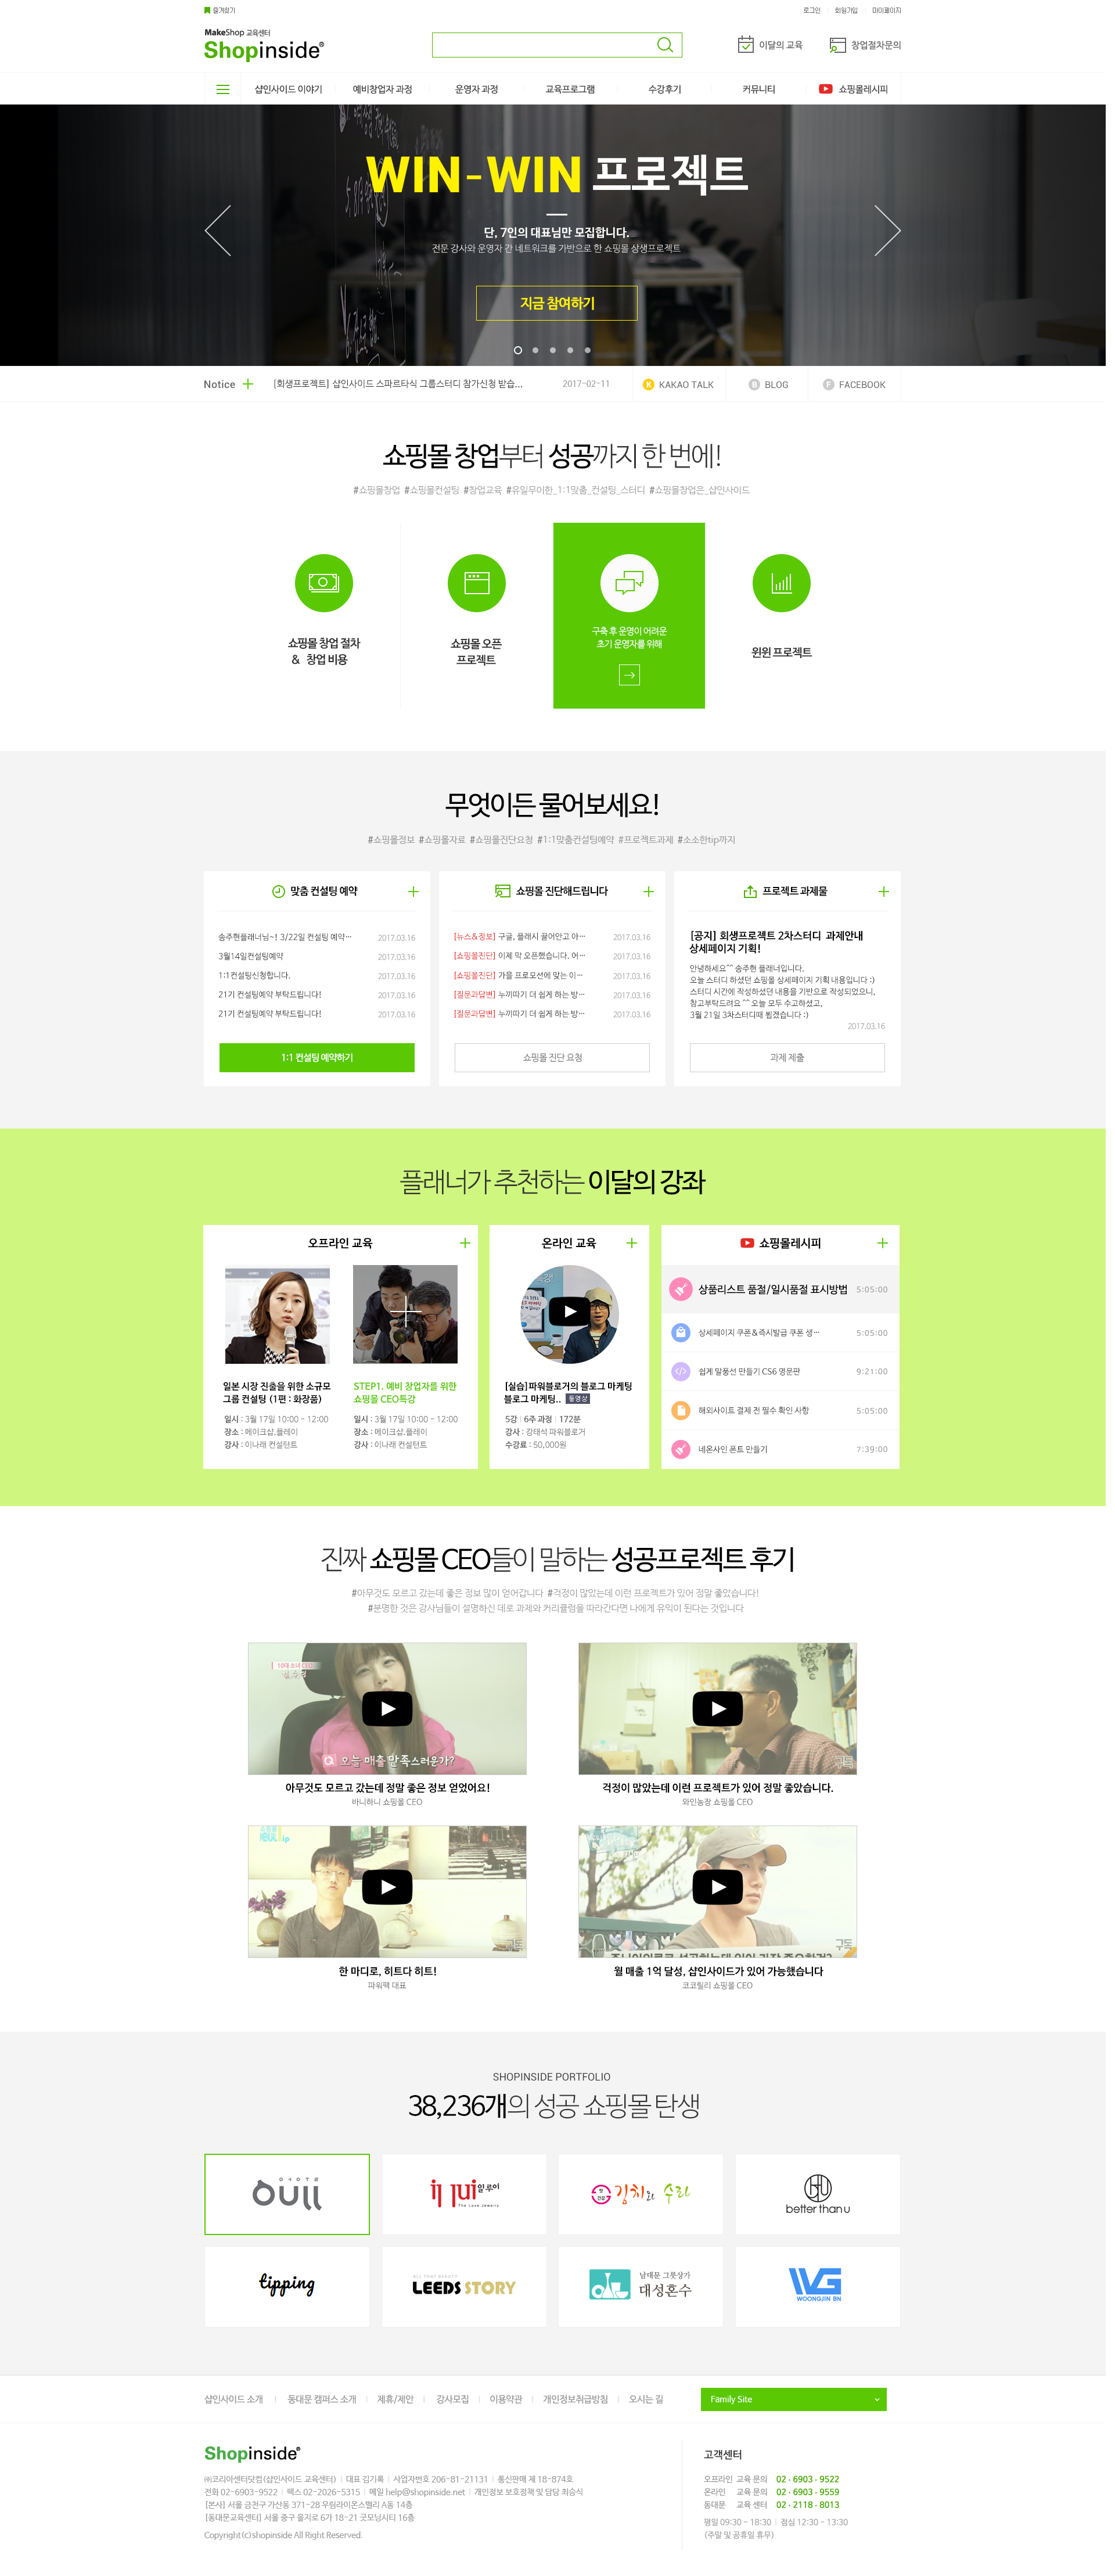 즐겨찾기
로그인 회원가입 마이페이지
MakeShop 교육센터
Shopinside®
이달의 교육 창업절차문의
샵인사이드 이야기 예비창업자 과정 운영자 과정 교육프로그램 수강후기 커뮤니티 쇼핑몰레시피
WIN-WIN 프로젝트
단, 7인의 대표님만 모집합니다.
전문 강사와 운영자 간 네트워크를 기반으로 한 쇼핑몰 상생프로젝트
지금 참여하기
Notice [회생프로젝트] 샵인사이드 스파르타식 그룹스터디 참가신청 받습... 2017-02-11
K KAKAO TALK B BLOG F FACEBOOK
쇼핑몰 창업부터 성공까지 한 번에!
#쇼핑몰창업 #쇼핑몰컨설팅 #창업교육 #유일무이한_1:1맞춤_컨설팅_스터디 #쇼핑몰창업은_샵인사이드
쇼핑몰 창업 절차
& 창업 비용
쇼핑몰 오픈
프로젝트
구축 후 운영이 어려운
초기 운영자를 위해
윈윈 프로젝트
무엇이든 물어보세요!
#쇼핑몰정보 #쇼핑몰자료 #쇼핑몰진단요청 #1:1맞춤컨설팅예약 #프로젝트과제 #소소한tip까지
맞춤 컨설팅 예약
송주현플래너님~! 3/22일 컨설팅 예약… 2017.03.16
3월14일컨설팅예약 2017.03.16
1:1컨설팅신청합니다. 2017.03.16
21기 컨설팅예약 부탁드립니다! 2017.03.16
21기 컨설팅예약 부탁드립니다! 2017.03.16
1:1 컨설팅 예약하기
쇼핑몰 진단해드립니다
[뉴스&정보] 구글, 플래시 끌어안고 아… 2017.03.16
[쇼핑몰진단] 이제 막 오픈했습니다. 어… 2017.03.16
[쇼핑몰진단] 가을 프로모션에 맞는 이… 2017.03.16
[질문과답변] 누끼따기 더 쉽게 하는 방… 2017.03.16
[질문과답변] 누끼따기 더 쉽게 하는 방… 2017.03.16
쇼핑몰 진단 요청
프로젝트 과제물
[공지] 회생프로젝트 2차스터디 과제안내
상세페이지 기획!
안녕하세요^^ 송주현 플래너입니다.
오늘 스터디 하셨던 쇼핑몰 상세페이지 기획 내용입니다 :)
스터디 시간에 작성하셨던 내용을 기반으로 작성되었으니,
참고부탁드려요 ^^ 오늘 모두 수고하셨고,
3월 21일 3차스터디때 뵙겠습니다 :)
2017.03.16
과제 제출
플래너가 추천하는 이달의 강좌
오프라인 교육
일본 시장 진출을 위한 소규모
그룹 컨설팅 (1편 : 화장품)
일시 : 3월 17일 10:00 - 12:00
장소 : 메이크샵.플레이
강사 : 이나래 컨설턴트
STEP1. 예비 창업자를 위한
쇼핑몰 CEO특강
일시 : 3월 17일 10:00 - 12:00
장소 : 메이크샵.플레이
강사 : 이나래 컨설턴트
온라인 교육
[실습]파워블로거의 블로그 마케팅
블로그 마케팅.. 동영상
5강 | 6주 과정 | 172분
강사 : 강태석 파워블로거
수강료 : 50,000원
쇼핑몰레시피
상품리스트 품절/일시품절 표시방법 5:05:00
상세페이지 쿠폰&즉시발급 쿠폰 생… 5:05:00
쉽게 말풍선 만들기 CS6 영문판 9:21:00
해외사이트 결제 전 필수 확인 사항 5:05:00
네온사인 폰트 만들기 7:39:00
진짜 쇼핑몰 CEO들이 말하는 성공프로젝트 후기
#아무것도 모르고 갔는데 좋은 정보 많이 얻어갑니다 #걱정이 많았는데 이런 프로젝트가 있어 정말 좋았습니다!
#분명한 것은 강사님들이 설명하신 데로 과제와 커리큘럼을 따라간다면 나에게 유익이 된다는 것입니다
10대 소녀 CEO
오늘 매출 만족스러운가?
구독
아무것도 모르고 갔는데 정말 좋은 정보 얻었어요!
바니하니 쇼핑몰 CEO
걱정이 많았는데 이런 프로젝트가 있어 정말 좋았습니다.
와인농장 쇼핑몰 CEO
구독
한 마디로, 히트다 히트!
파워팩 대표
월 매출 1억 달성, 샵인사이드가 있어 가능했습니다
코코릴리 쇼핑몰 CEO
SHOPINSIDE PORTFOLIO
38,236개의 성공 쇼핑몰 탄생
il lui 일루이
The Love Jewelry
김치와 수라
better than u
tipping
LEEDS STORY
남대문 그릇상가
대성혼수
WG
WOONGJIN BN
샵인사이드 소개 | 동대문 캠퍼스 소개 | 제휴/제안 | 강사모집 | 이용약관 | 개인정보취급방침 | 오시는 길
Family Site
Shopinside®
㈜코리아센터닷컴(샵인사이드 교육센터) | 대표 김기록 | 사업자번호 206-81-21131 | 통신판매 제 18-874호
전화 02-6903-9522 | 팩스 02-2026-5315 | 메일 help@shopinside.net | 개인정보 보호정책 및 담당 최승식
[본사] 서울 금천구 가산동 371-28 우림라이온스밸리 A동 14층
[동대문교육센터] 서울 중구 을지로 6가 18-21 굿모닝시티 16층
Copyright(c)shopinside All Right Reserved.
고객센터
오프라인 교육 문의 02 · 6903 · 9522
온라인 교육 문의 02 · 6903 · 9559
동대문 교육 센터 02 · 2118 · 8013
평일 09:30 - 18:30 | 점심 12:30 - 13:30
(주말 및 공휴일 휴무)